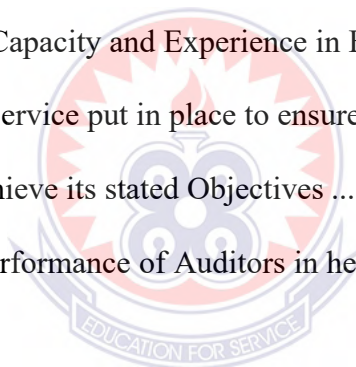 Capacity and Experience in
ervice put in place to ensure
ieve its stated Objectives ...
rformance of Auditors in he
EDUCATION FOR SERVICE